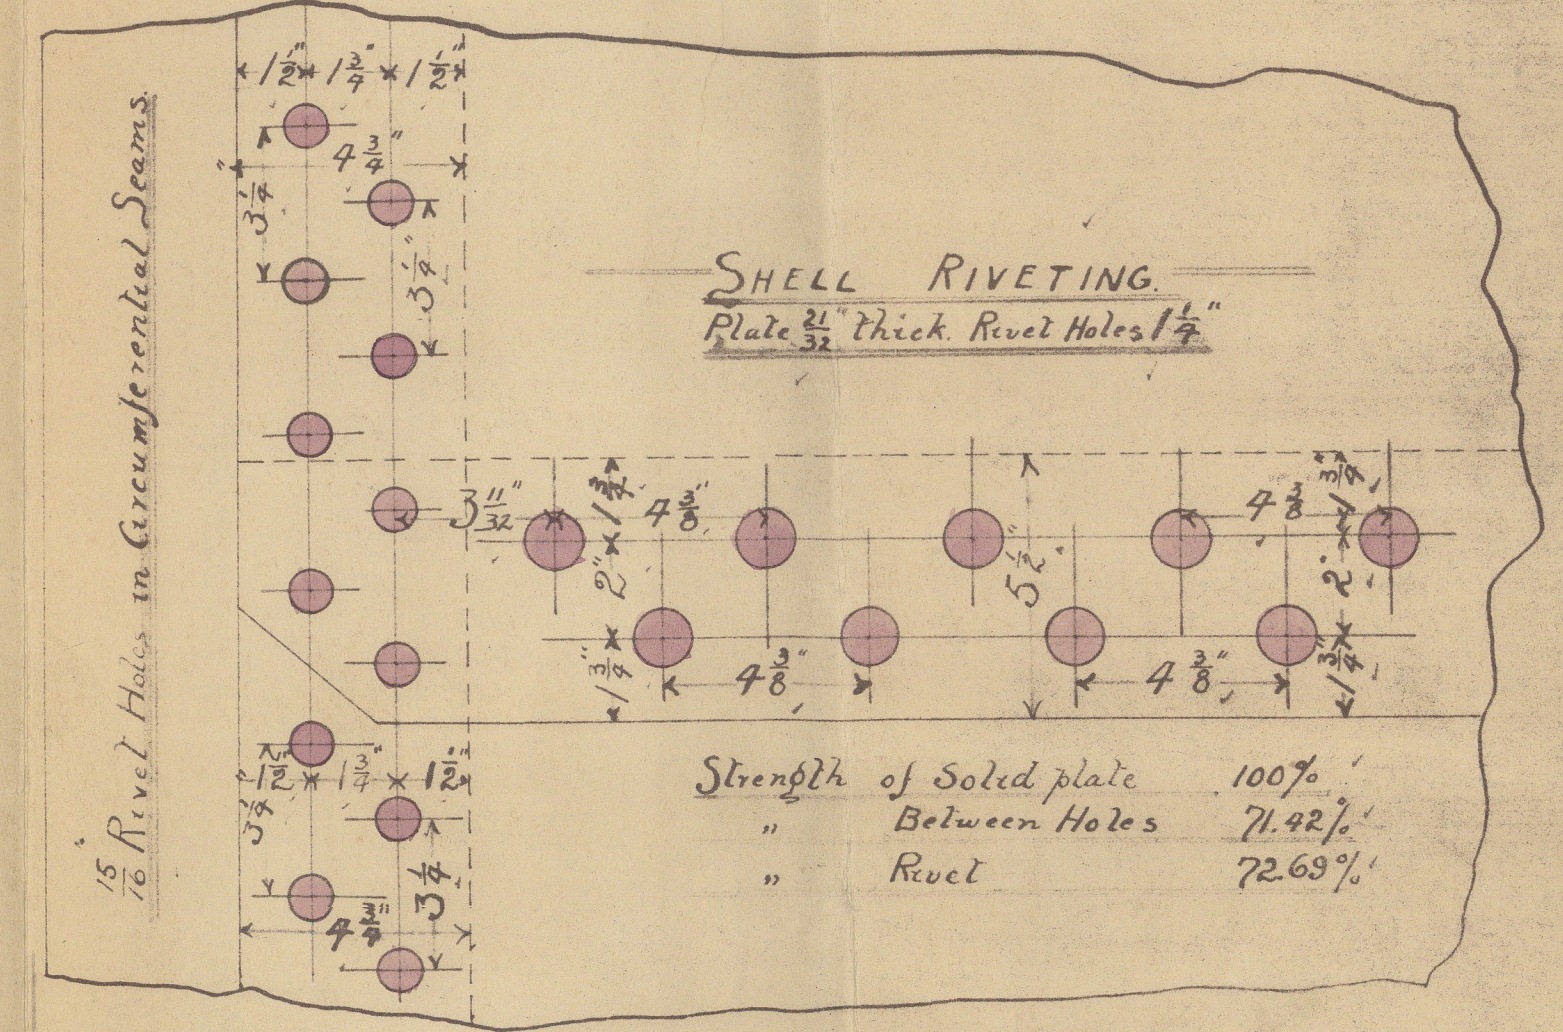 1 1/2" 1 3/4" 1 1/2"
4 3/4"
3 1/4
3 1/4"
15/16 Rivet Holes in Circumferential Seams.
SHELL RIVETING.
Plate 21/32" thick. Rivet Holes 1 1/4"
3 11/32"
1 3/4"
4 3/8"
4 3/8"
1 3/4"
2"
5 1/2"
2"
1 3/4"
4 3/8"
4 3/8"
1 3/4"
1 1/2" 1 3/4" 1 1/2"
3 1/4
3 1/4
4 3/4"
Strength of Solid plate 100%
" Between Holes 71.42%
" Rivet 72.69%